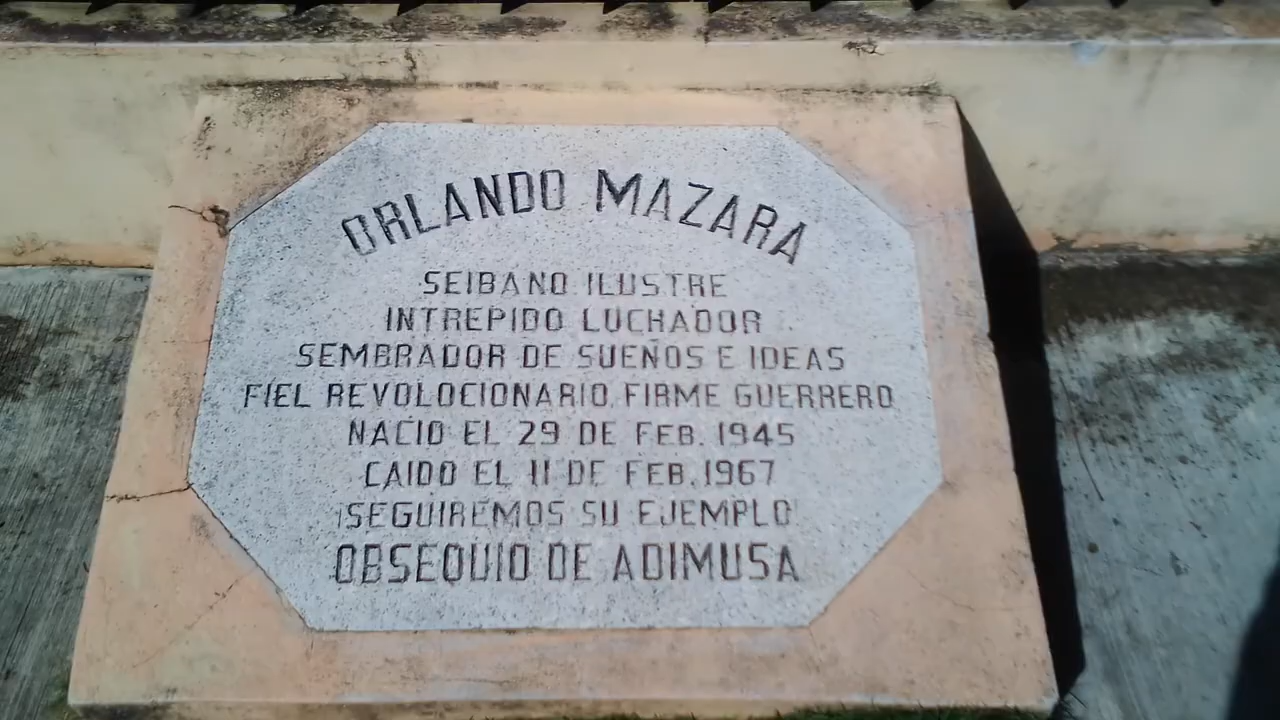 ORLANDO MAZARA
SEIBANO ILUSTRE
INTREPIDO LUCHADOR
SEMBRADOR DE SUEÑOS E IDEAS
FIEL REVOLOCIONARIO, FIRME GUERRERO
NACIO EL 29 DE FEB. 1945
CAIDO EL 11 DE FEB. 1967
¡SEGUIREMOS SU EJEMPLO!
OBSEQUIO DE ADIMUSA